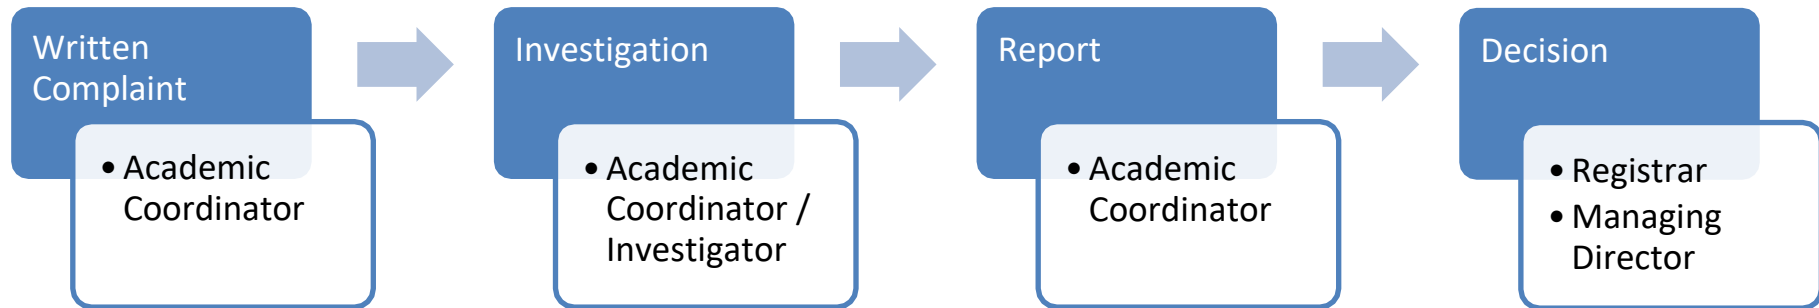 Written
Complaint
• Academic
Coordinator
Investigation
• Academic
Coordinator /
Investigator
Report
• Academic
Coordinator
Decision
• Registrar
• Managing
Director